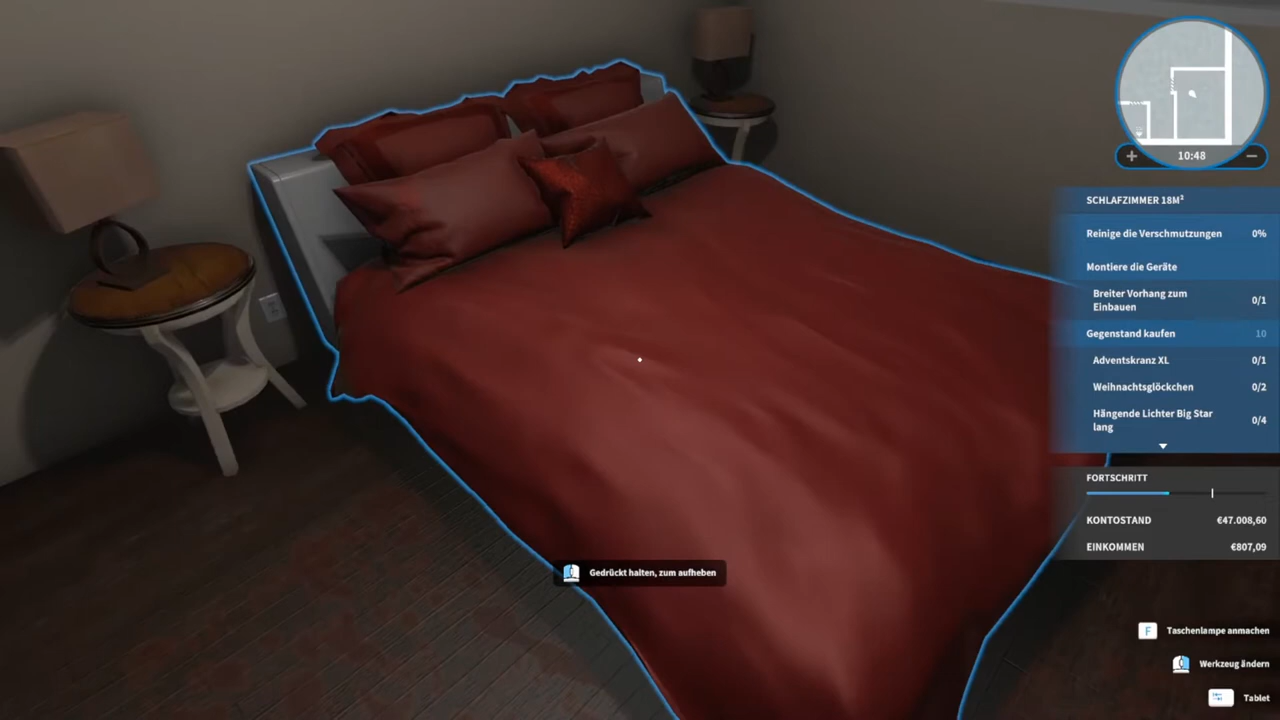 + 10:48 −
SCHLAFZIMMER 18M²
Reinige die Verschmutzungen 0%
Montiere die Geräte
Breiter Vorhang zum
Einbauen 0/1
Gegenstand kaufen 10
Adventskranz XL 0/1
Weihnachtsglöckchen 0/2
Hängende Lichter Big Star
lang 0/4
FORTSCHRITT
KONTOSTAND €47.008,60
EINKOMMEN €807,09
Gedrückt halten, zum aufheben
F Taschenlampe anmachen
Werkzeug ändern
Tablet